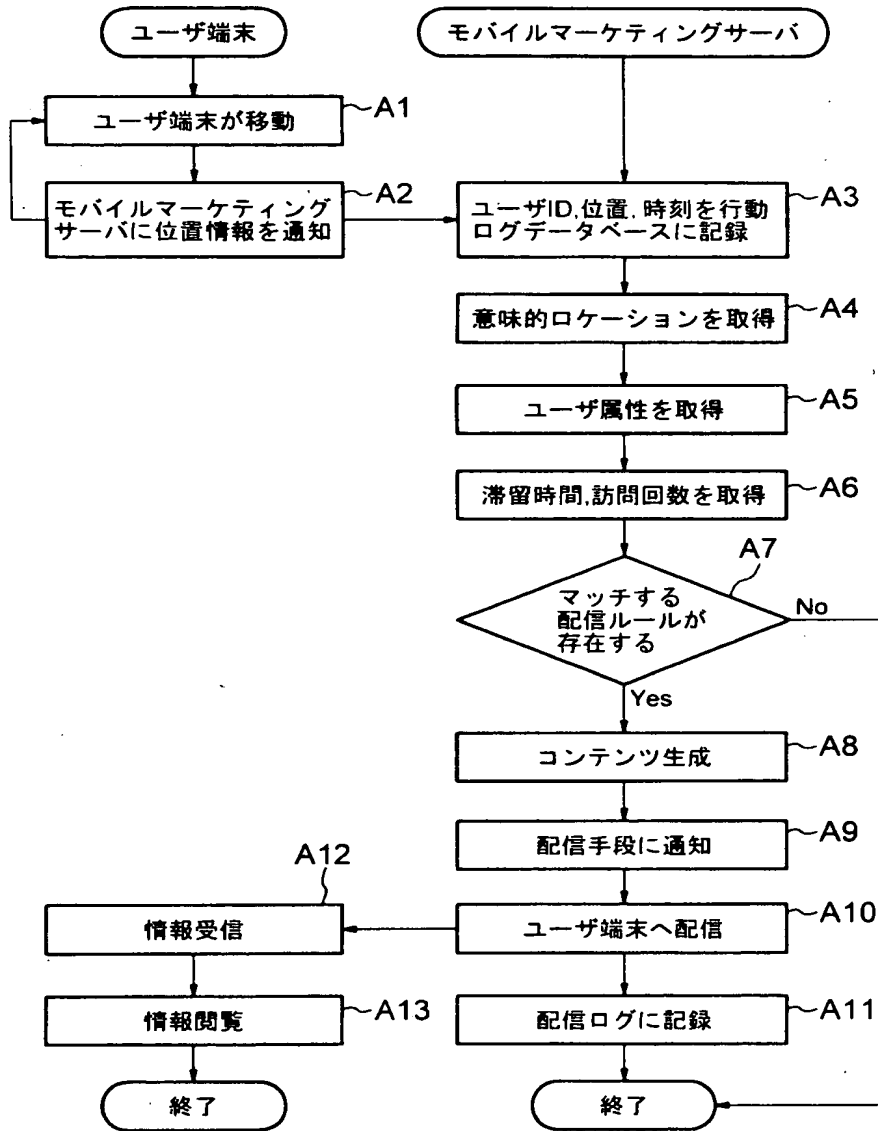 ユーザ端末
モバイルマーケティングサーバ
ユーザ端末が移動
A1
モバイルマーケティング
サーバに位置情報を通知
A2
ユーザID,位置,時刻を行動
ログデータベースに記録
A3
意味的ロケーションを取得
A4
ユーザ属性を取得
A5
滞留時間,訪問回数を取得
A6
A7
マッチする
配信ルールが
存在する
No
Yes
コンテンツ生成
A8
配信手段に通知
A9
ユーザ端末へ配信
A10
A12
情報受信
配信ログに記録
A11
情報閲覧
A13
終了
終了